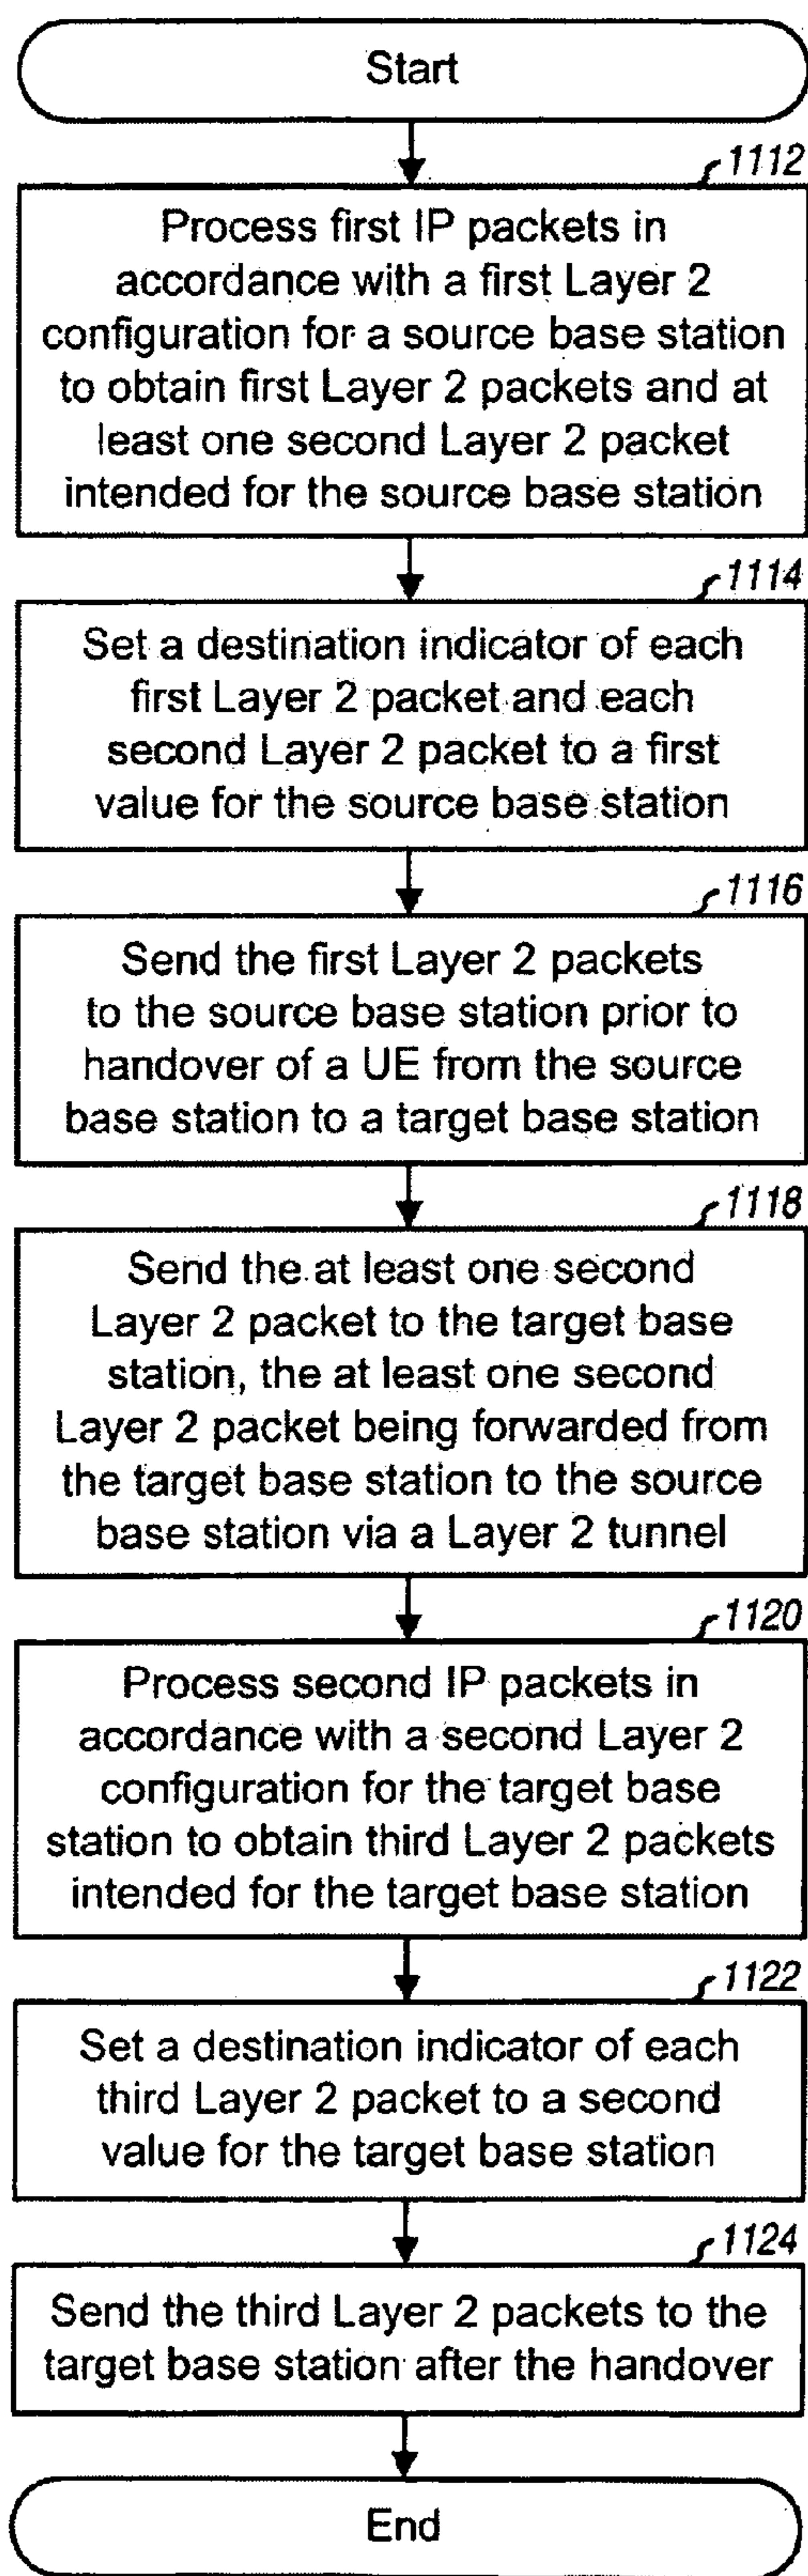 Start
1112
Process first IP packets in
accordance with a first Layer 2
configuration for a source base station
to obtain first Layer 2 packets and at
least one second Layer 2 packet
intended for the source base station
1114
Set a destination indicator of each
first Layer 2 packet and each
second Layer 2 packet to a first
value for the source base station
1116
Send the first Layer 2 packets
to the source base station prior to
handover of a UE from the source
base station to a target base station
1118
Send the at least one second
Layer 2 packet to the target base
station, the at least one second
Layer 2 packet being forwarded from
the target base station to the source
base station via a Layer 2 tunnel
1120
Process second IP packets in
accordance with a second Layer 2
configuration for the target base
station to obtain third Layer 2 packets
intended for the target base station
1122
Set a destination indicator of each
third Layer 2 packet to a second
value for the target base station
1124
Send the third Layer 2 packets to the
target base station after the handover
End